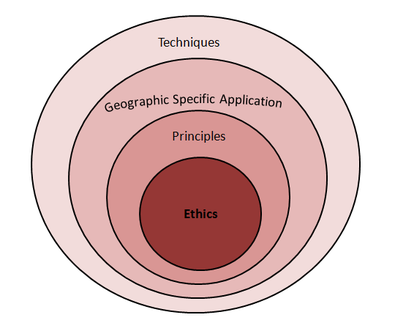 Techniques
Geographic Specific Application
Principles
Ethics